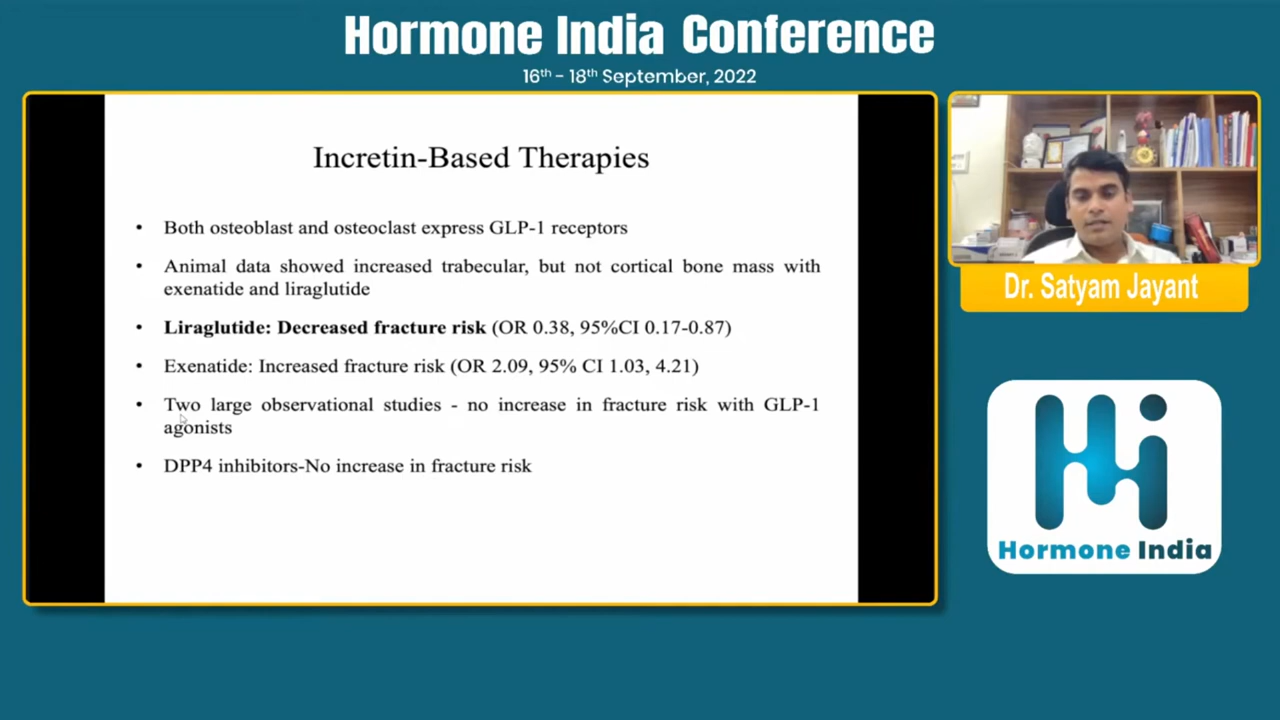 Hormone India Conference
16th - 18th September, 2022
Incretin-Based Therapies
• Both osteoblast and osteoclast express GLP-1 receptors
• Animal data showed increased trabecular, but not cortical bone mass with
exenatide and liraglutide
• Liraglutide: Decreased fracture risk (OR 0.38, 95%CI 0.17-0.87)
• Exenatide: Increased fracture risk (OR 2.09, 95% CI 1.03, 4.21)
• Two large observational studies - no increase in fracture risk with GLP-1
agonists
• DPP4 inhibitors-No increase in fracture risk
Dr. Satyam Jayant
Hormone India